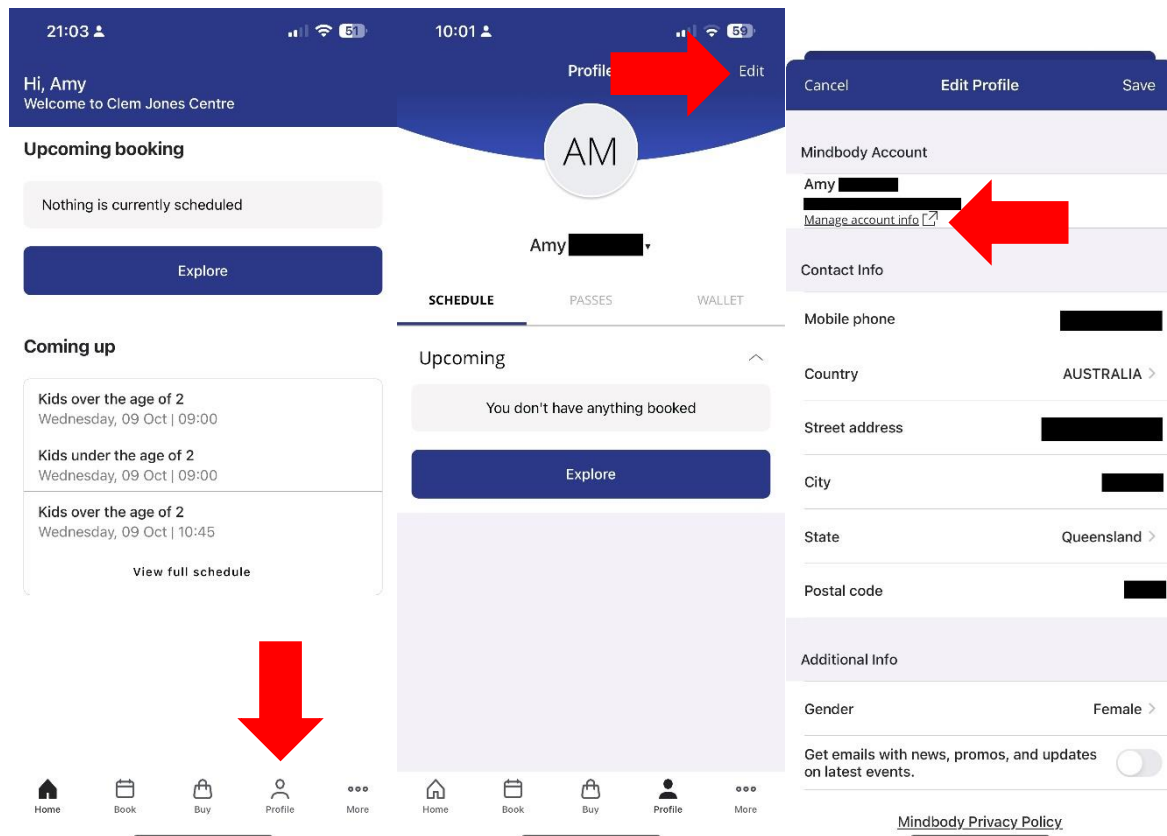 21:03
51
Hi, Amy
Welcome to Clem Jones Centre
Upcoming booking
Nothing is currently scheduled
Explore
Coming up
Kids over the age of 2
Wednesday, 09 Oct | 09:00
Kids under the age of 2
Wednesday, 09 Oct | 09:00
Kids over the age of 2
Wednesday, 09 Oct | 10:45
View full schedule
Home
Book
Buy
Profile
More
10:01
59
Profile
Edit
AM
Amy
SCHEDULE
PASSES
WALLET
Upcoming
You don't have anything booked
Explore
Home
Book
Buy
Profile
More
Cancel
Edit Profile
Save
Mindbody Account
Amy
Manage account info
Contact Info
Mobile phone
Country
AUSTRALIA
Street address
City
State
Queensland
Postal code
Additional Info
Gender
Female
Get emails with news, promos, and updates
on latest events.
Mindbody Privacy Policy